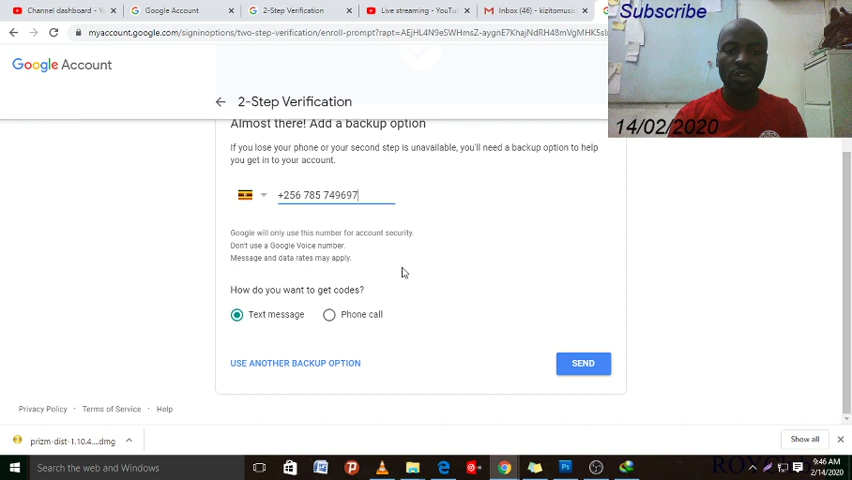 Channel dashboard - Y
Google Account
2-Step Verification
Live streaming - YouTu
Inbox (46) - kizitomusa
Subscribe
myaccount.google.com/signinoptions/two-step-verification/enroll-prompt?rapt=
Google Account
2-Step Verification
14/02/2020
Almost there! Add a backup option
If you lose your phone or your second step is unavailable, you'll need a backup option to help
you get in to your account.
+256 785 749697
Google will only use this number for account security.
Don't use a Google Voice number.
Message and data rates may apply.
How do you want to get codes?
Text message
Phone call
USE ANOTHER BACKUP OPTION
SEND
Privacy Policy · Terms of Service · Help
prizm-dist-1.10.4....dmg
Show all
Search the web and Windows
9:46 AM
2/14/2020